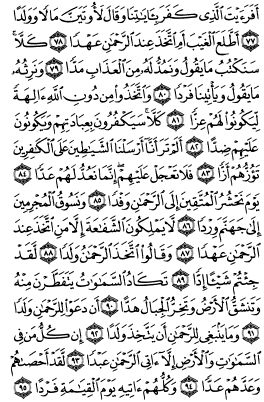 أَفَرَءَيْتَ ٱلَّذِى كَفَرَ بِـَٔايَـٰتِنَا وَقَالَ لَأُوتَيَنَّ مَالًا وَوَلَدًا
﴿٧٧﴾ أَطَّلَعَ ٱلْغَيْبَ أَمِ ٱتَّخَذَ عِندَ ٱلرَّحْمَـٰنِ عَهْدًا ﴿٧٨﴾ كَلَّا ۚ
سَنَكْتُبُ مَا يَقُولُ وَنَمُدُّ لَهُۥ مِنَ ٱلْعَذَابِ مَدًّا ﴿٧٩﴾ وَنَرِثُهُۥ
مَا يَقُولُ وَيَأْتِينَا فَرْدًا ﴿٨٠﴾ وَٱتَّخَذُوا۟ مِن دُونِ ٱللَّهِ ءَالِهَةً
لِّيَكُونُوا۟ لَهُمْ عِزًّا ﴿٨١﴾ كَلَّا ۚ سَيَكْفُرُونَ بِعِبَادَتِهِمْ وَيَكُونُونَ
عَلَيْهِمْ ضِدًّا ﴿٨٢﴾ أَلَمْ تَرَ أَنَّآ أَرْسَلْنَا ٱلشَّيَـٰطِينَ عَلَى ٱلْكَـٰفِرِينَ
تَؤُزُّهُمْ أَزًّا ﴿٨٣﴾ فَلَا تَعْجَلْ عَلَيْهِمْ ۖ إِنَّمَا نَعُدُّ لَهُمْ عَدًّا ﴿٨٤﴾
يَوْمَ نَحْشُرُ ٱلْمُتَّقِينَ إِلَى ٱلرَّحْمَـٰنِ وَفْدًا ﴿٨٥﴾ وَنَسُوقُ ٱلْمُجْرِمِينَ
إِلَىٰ جَهَنَّمَ وِرْدًا ﴿٨٦﴾ لَّا يَمْلِكُونَ ٱلشَّفَـٰعَةَ إِلَّا مَنِ ٱتَّخَذَ عِندَ
ٱلرَّحْمَـٰنِ عَهْدًا ﴿٨٧﴾ وَقَالُوا۟ ٱتَّخَذَ ٱلرَّحْمَـٰنُ وَلَدًا ﴿٨٨﴾ لَّقَدْ
جِئْتُمْ شَيْـًٔا إِدًّا ﴿٨٩﴾ تَكَادُ ٱلسَّمَـٰوَٰتُ يَتَفَطَّرْنَ مِنْهُ
وَتَنشَقُّ ٱلْأَرْضُ وَتَخِرُّ ٱلْجِبَالُ هَدًّا ﴿٩٠﴾ أَن دَعَوْا۟ لِلرَّحْمَـٰنِ وَلَدًا
﴿٩١﴾ وَمَا يَنۢبَغِى لِلرَّحْمَـٰنِ أَن يَتَّخِذَ وَلَدًا ﴿٩٢﴾ إِن كُلُّ مَن فِى
ٱلسَّمَـٰوَٰتِ وَٱلْأَرْضِ إِلَّآ ءَاتِى ٱلرَّحْمَـٰنِ عَبْدًا ﴿٩٣﴾ لَّقَدْ أَحْصَىٰهُمْ
وَعَدَّهُمْ عَدًّا ﴿٩٤﴾ وَكُلُّهُمْ ءَاتِيهِ يَوْمَ ٱلْقِيَـٰمَةِ فَرْدًا ﴿٩٥﴾